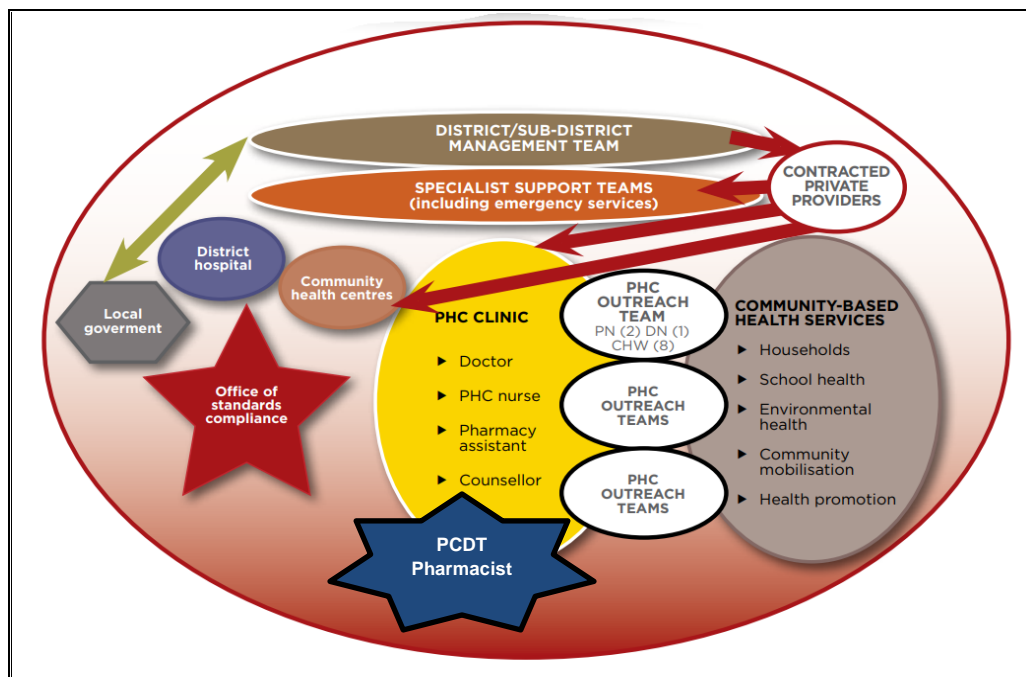 DISTRICT/SUB-DISTRICT
MANAGEMENT TEAM
SPECIALIST SUPPORT TEAMS
(including emergency services)
CONTRACTED
PRIVATE
PROVIDERS
District
hospital
Community
health centres
Local
goverment
Office of
standards
compliance
PHC CLINIC
► Doctor
► PHC nurse
► Pharmacy
assistant
► Counsellor
PCDT
Pharmacist
PHC
OUTREACH
TEAM
PN (2) DN (1)
CHW (8)
PHC
OUTREACH
TEAMS
PHC
OUTREACH
TEAMS
COMMUNITY-BASED
HEALTH SERVICES
► Households
► School health
► Environmental
health
► Community
mobilisation
► Health promotion